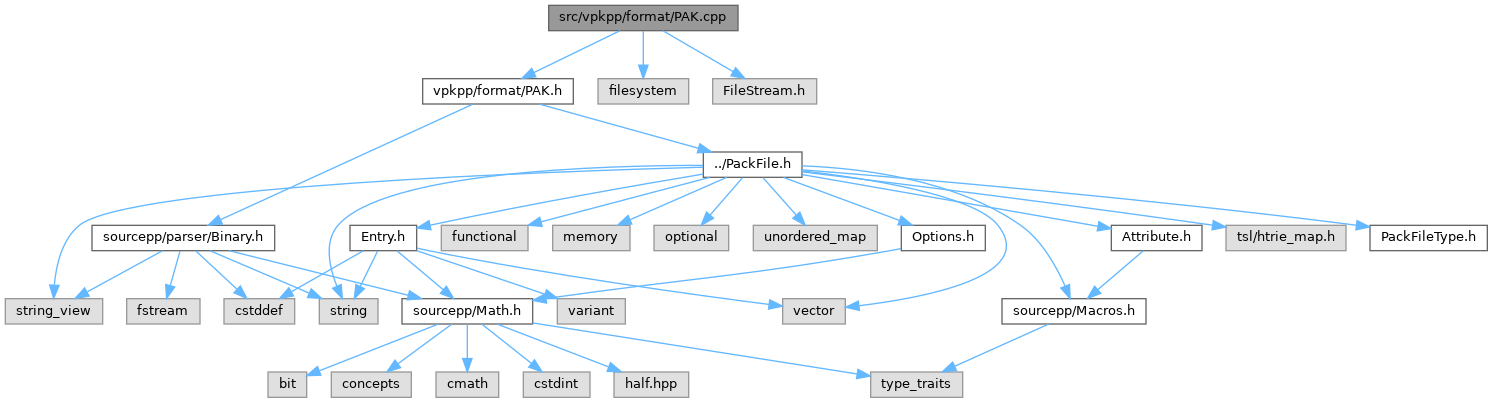 src/vpkpp/format/PAK.cpp
vpkpp/format/PAK.h
filesystem
FileStream.h
../PackFile.h
sourcepp/parser/Binary.h
Entry.h
functional
memory
optional
unordered_map
Options.h
Attribute.h
tsl/htrie_map.h
PackFileType.h
string_view
fstream
cstddef
string
sourcepp/Math.h
variant
vector
sourcepp/Macros.h
bit
concepts
cmath
cstdint
half.hpp
type_traits